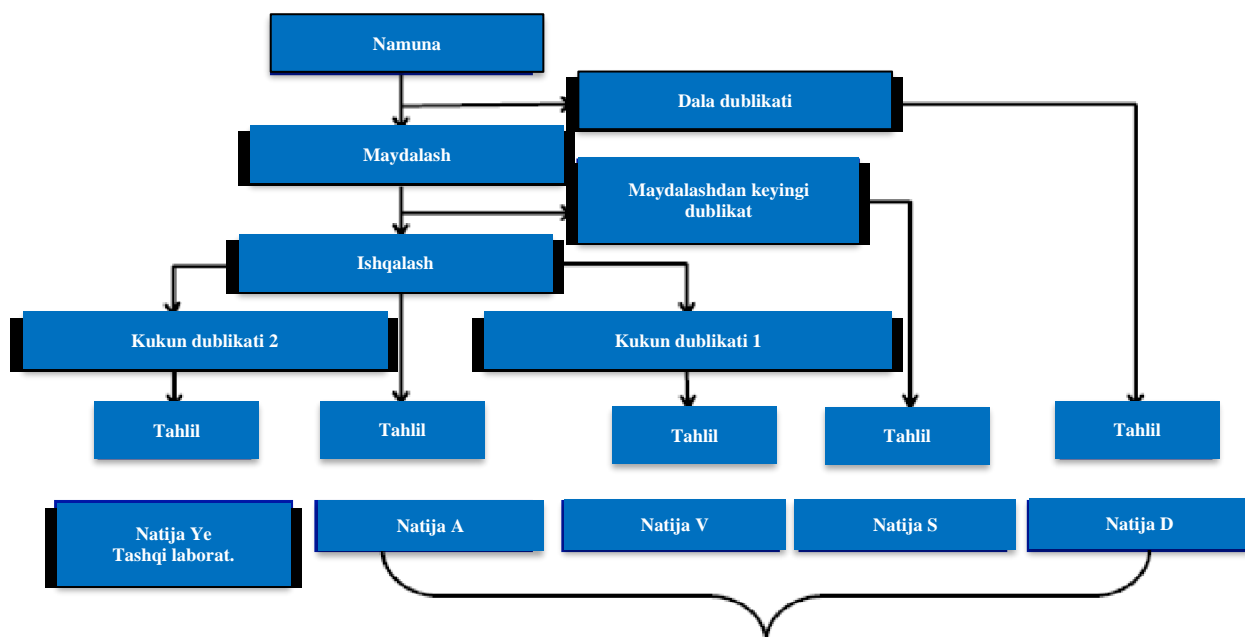 Namuna
Dala dublikati
Maydalash
Maydalashdan keyingi
dublikat
Ishqalash
Kukun dublikati 2
Kukun dublikati 1
Tahlil
Tahlil
Tahlil
Tahlil
Tahlil
Natija Ye
Tashqi laborat.
Natija A
Natija V
Natija S
Natija D